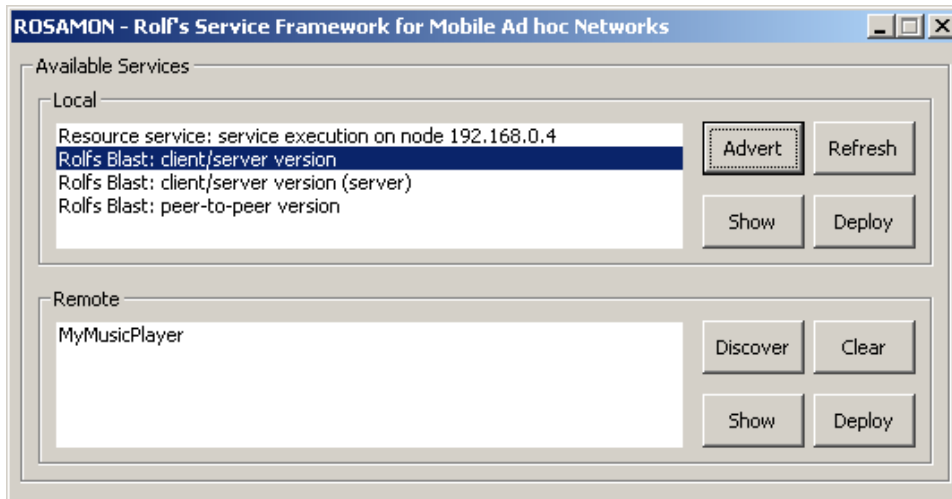 ROSAMON - Rolf's Service Framework for Mobile Ad hoc Networks
Available Services
Local
Resource service: service execution on node 192.168.0.4
Rolfs Blast: client/server version
Rolfs Blast: client/server version (server)
Rolfs Blast: peer-to-peer version
Advert
Refresh
Show
Deploy
Remote
MyMusicPlayer
Discover
Clear
Show
Deploy